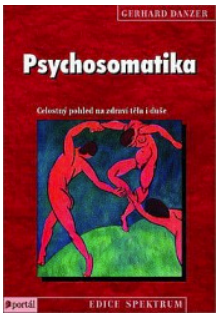 GERHARD DANZER
Psychosomatika
Celostný pohled na zdraví těla i duše
portál
EDICE SPEKTRUM